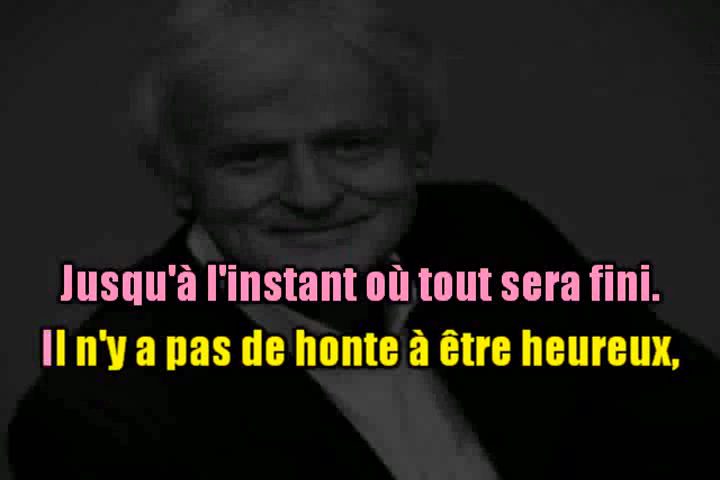 Jusqu'à l'instant où tout sera fini.
Il n'y a pas de honte à être heureux,